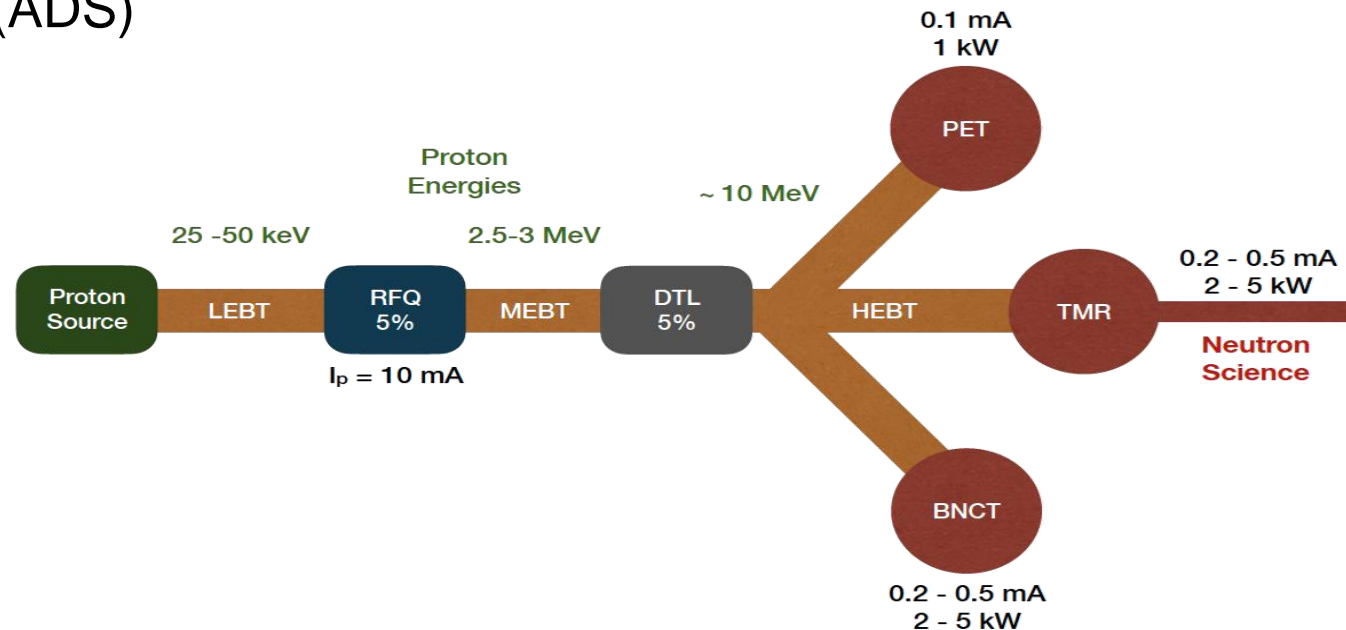 (ADS)
0.1 mA
1 kW
PET
Proton
Energies
~ 10 MeV
25 -50 keV
2.5-3 MeV
Proton
Source
LEBT
RFQ
5%
MEBT
DTL
5%
HEBT
TMR
0.2 - 0.5 mA
2 - 5 kW
Neutron
Science
Iₚ = 10 mA
BNCT
0.2 - 0.5 mA
2 - 5 kW